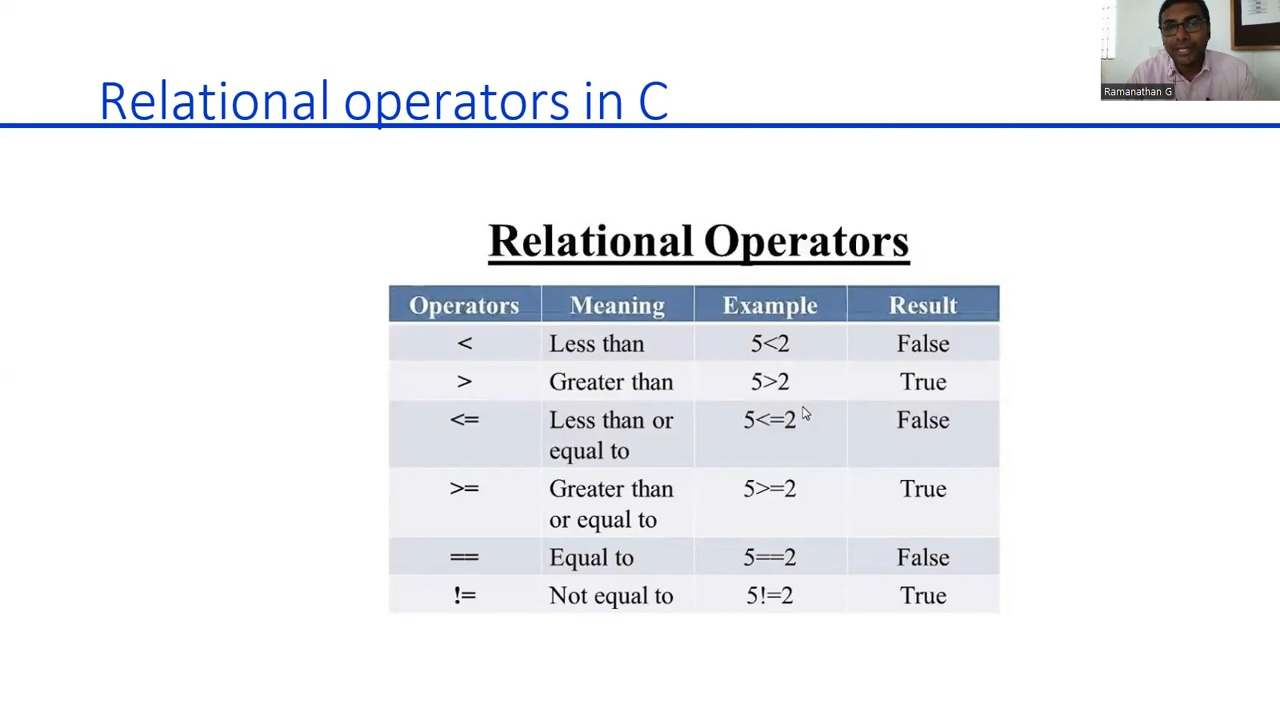 Relational operators in C
Ramanathan G
Relational Operators
Operators Meaning Example Result
< Less than 5<2 False
> Greater than 5>2 True
<= Less than or 5<=2 False
equal to
>= Greater than 5>=2 True
or equal to
== Equal to 5==2 False
!= Not equal to 5!=2 True